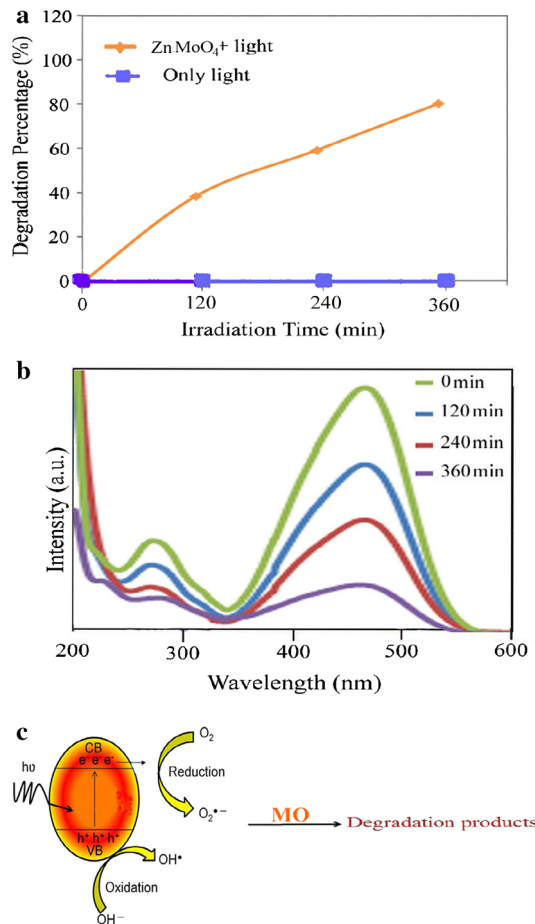 a
Degradation Percentage (%)
120
100
80
60
40
20
0
ZnMoO₄+ light
Only light
0 120 240 360
Irradiation Time (min)
b
Intensity (a.u.)
0 min
120 min
240 min
360 min
200 300 400 500 600
Wavelength (nm)
c
CB
e⁻ e⁻ e⁻
hυ
h⁺ h⁺ h⁺
VB
O₂
Reduction
O₂•⁻
OH•
Oxidation
OH⁻
MO
Degradation products